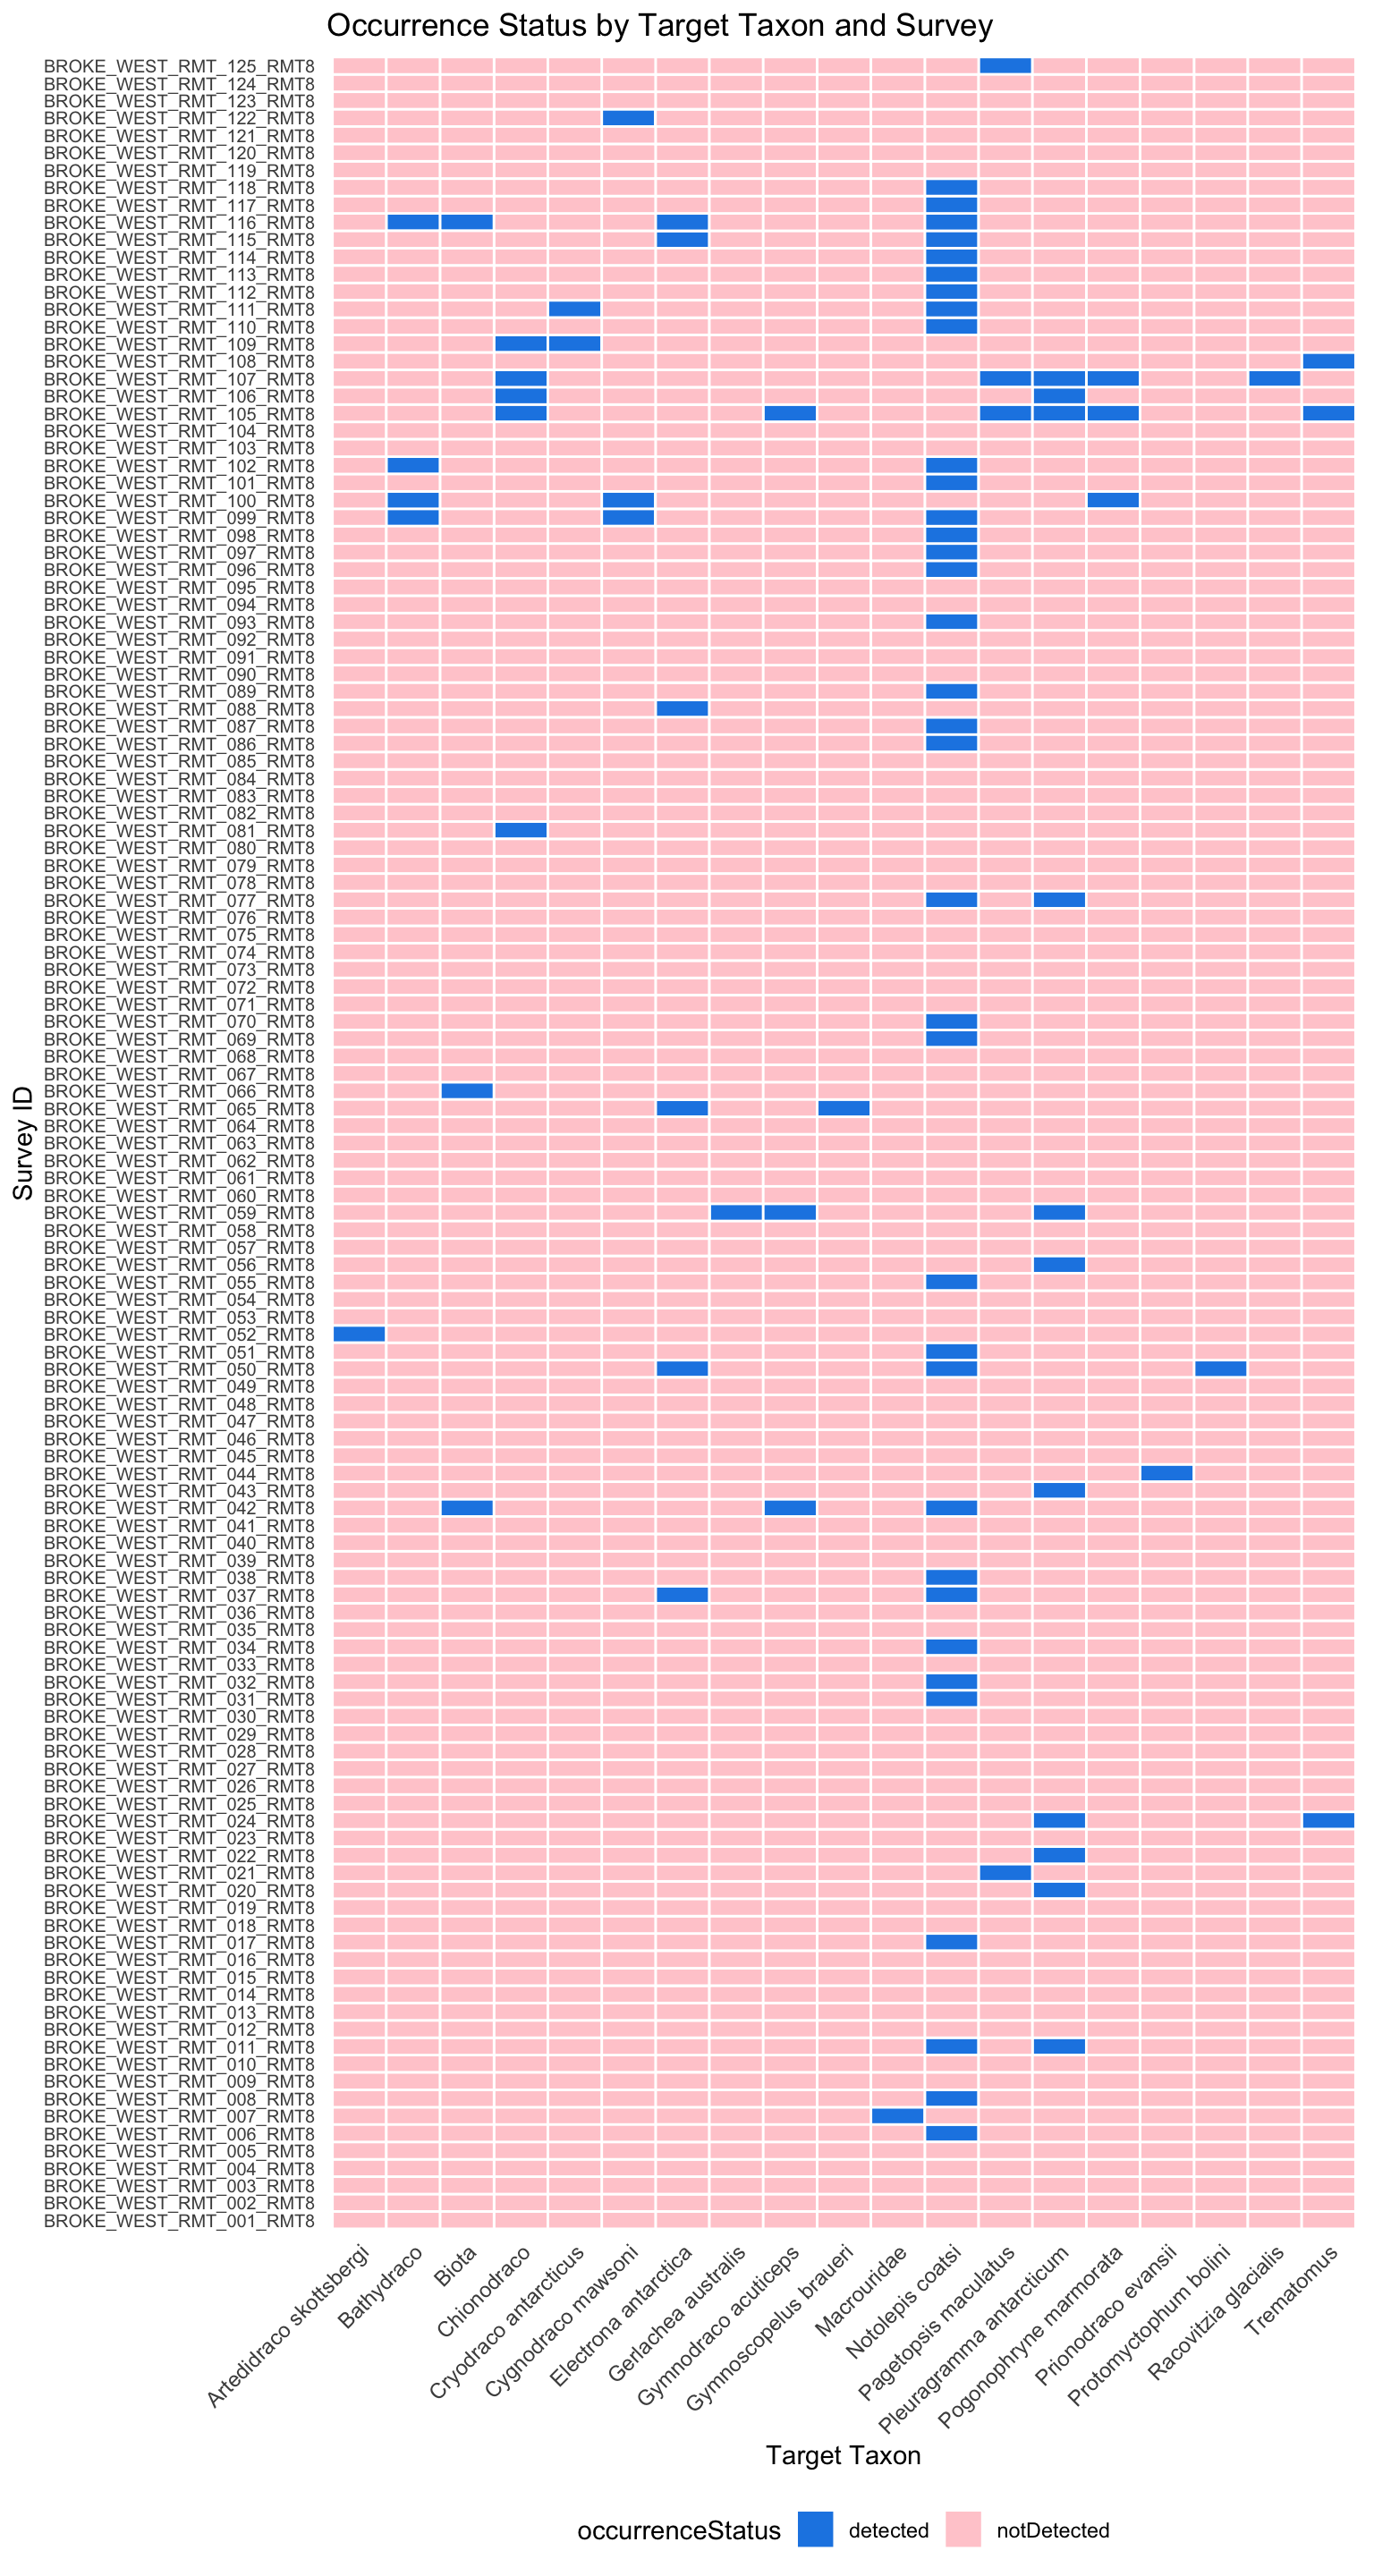 Occurrence Status by Target Taxon and Survey
BROKE_WEST_RMT_125_RMT8
BROKE_WEST_RMT_124_RMT8
BROKE_WEST_RMT_123_RMT8
BROKE_WEST_RMT_122_RMT8
BROKE_WEST_RMT_121_RMT8
BROKE_WEST_RMT_120_RMT8
BROKE_WEST_RMT_119_RMT8
BROKE_WEST_RMT_118_RMT8
BROKE_WEST_RMT_117_RMT8
BROKE_WEST_RMT_116_RMT8
BROKE_WEST_RMT_115_RMT8
BROKE_WEST_RMT_114_RMT8
BROKE_WEST_RMT_113_RMT8
BROKE_WEST_RMT_112_RMT8
BROKE_WEST_RMT_111_RMT8
BROKE_WEST_RMT_110_RMT8
BROKE_WEST_RMT_109_RMT8
BROKE_WEST_RMT_108_RMT8
BROKE_WEST_RMT_107_RMT8
BROKE_WEST_RMT_106_RMT8
BROKE_WEST_RMT_105_RMT8
BROKE_WEST_RMT_104_RMT8
BROKE_WEST_RMT_103_RMT8
BROKE_WEST_RMT_102_RMT8
BROKE_WEST_RMT_101_RMT8
BROKE_WEST_RMT_100_RMT8
BROKE_WEST_RMT_099_RMT8
BROKE_WEST_RMT_098_RMT8
BROKE_WEST_RMT_097_RMT8
BROKE_WEST_RMT_096_RMT8
BROKE_WEST_RMT_095_RMT8
BROKE_WEST_RMT_094_RMT8
BROKE_WEST_RMT_093_RMT8
BROKE_WEST_RMT_092_RMT8
BROKE_WEST_RMT_091_RMT8
BROKE_WEST_RMT_090_RMT8
BROKE_WEST_RMT_089_RMT8
BROKE_WEST_RMT_088_RMT8
BROKE_WEST_RMT_087_RMT8
BROKE_WEST_RMT_086_RMT8
BROKE_WEST_RMT_085_RMT8
BROKE_WEST_RMT_084_RMT8
BROKE_WEST_RMT_083_RMT8
BROKE_WEST_RMT_082_RMT8
BROKE_WEST_RMT_081_RMT8
BROKE_WEST_RMT_080_RMT8
BROKE_WEST_RMT_079_RMT8
BROKE_WEST_RMT_078_RMT8
BROKE_WEST_RMT_077_RMT8
BROKE_WEST_RMT_076_RMT8
BROKE_WEST_RMT_075_RMT8
BROKE_WEST_RMT_074_RMT8
BROKE_WEST_RMT_073_RMT8
BROKE_WEST_RMT_072_RMT8
BROKE_WEST_RMT_071_RMT8
BROKE_WEST_RMT_070_RMT8
BROKE_WEST_RMT_069_RMT8
BROKE_WEST_RMT_068_RMT8
BROKE_WEST_RMT_067_RMT8
BROKE_WEST_RMT_066_RMT8
BROKE_WEST_RMT_065_RMT8
BROKE_WEST_RMT_064_RMT8
BROKE_WEST_RMT_063_RMT8
BROKE_WEST_RMT_062_RMT8
BROKE_WEST_RMT_061_RMT8
BROKE_WEST_RMT_060_RMT8
BROKE_WEST_RMT_059_RMT8
BROKE_WEST_RMT_058_RMT8
BROKE_WEST_RMT_057_RMT8
BROKE_WEST_RMT_056_RMT8
BROKE_WEST_RMT_055_RMT8
BROKE_WEST_RMT_054_RMT8
BROKE_WEST_RMT_053_RMT8
BROKE_WEST_RMT_052_RMT8
BROKE_WEST_RMT_051_RMT8
BROKE_WEST_RMT_050_RMT8
BROKE_WEST_RMT_049_RMT8
BROKE_WEST_RMT_048_RMT8
BROKE_WEST_RMT_047_RMT8
BROKE_WEST_RMT_046_RMT8
BROKE_WEST_RMT_045_RMT8
BROKE_WEST_RMT_044_RMT8
BROKE_WEST_RMT_043_RMT8
BROKE_WEST_RMT_042_RMT8
BROKE_WEST_RMT_041_RMT8
BROKE_WEST_RMT_040_RMT8
BROKE_WEST_RMT_039_RMT8
BROKE_WEST_RMT_038_RMT8
BROKE_WEST_RMT_037_RMT8
BROKE_WEST_RMT_036_RMT8
BROKE_WEST_RMT_035_RMT8
BROKE_WEST_RMT_034_RMT8
BROKE_WEST_RMT_033_RMT8
BROKE_WEST_RMT_032_RMT8
BROKE_WEST_RMT_031_RMT8
BROKE_WEST_RMT_030_RMT8
BROKE_WEST_RMT_029_RMT8
BROKE_WEST_RMT_028_RMT8
BROKE_WEST_RMT_027_RMT8
BROKE_WEST_RMT_026_RMT8
BROKE_WEST_RMT_025_RMT8
BROKE_WEST_RMT_024_RMT8
BROKE_WEST_RMT_023_RMT8
BROKE_WEST_RMT_022_RMT8
BROKE_WEST_RMT_021_RMT8
BROKE_WEST_RMT_020_RMT8
BROKE_WEST_RMT_019_RMT8
BROKE_WEST_RMT_018_RMT8
BROKE_WEST_RMT_017_RMT8
BROKE_WEST_RMT_016_RMT8
BROKE_WEST_RMT_015_RMT8
BROKE_WEST_RMT_014_RMT8
BROKE_WEST_RMT_013_RMT8
BROKE_WEST_RMT_012_RMT8
BROKE_WEST_RMT_011_RMT8
BROKE_WEST_RMT_010_RMT8
BROKE_WEST_RMT_009_RMT8
BROKE_WEST_RMT_008_RMT8
BROKE_WEST_RMT_007_RMT8
BROKE_WEST_RMT_006_RMT8
BROKE_WEST_RMT_005_RMT8
BROKE_WEST_RMT_004_RMT8
BROKE_WEST_RMT_003_RMT8
BROKE_WEST_RMT_002_RMT8
BROKE_WEST_RMT_001_RMT8
Survey ID
Artedidraco skottsbergi
Bathydraco
Biota
Chionodraco
Cryodraco antarcticus
Cygnodraco mawsoni
Electrona antarctica
Gerlachea australis
Gymnodraco acuticeps
Gymnoscopelus braueri
Macrouridae
Notolepis coatsi
Pagetopsis maculatus
Pleuragramma antarcticum
Pogonophryne marmorata
Prionodraco evansii
Protomyctophum bolini
Racovitzia glacialis
Trematomus
Target Taxon
occurrenceStatus detected notDetected